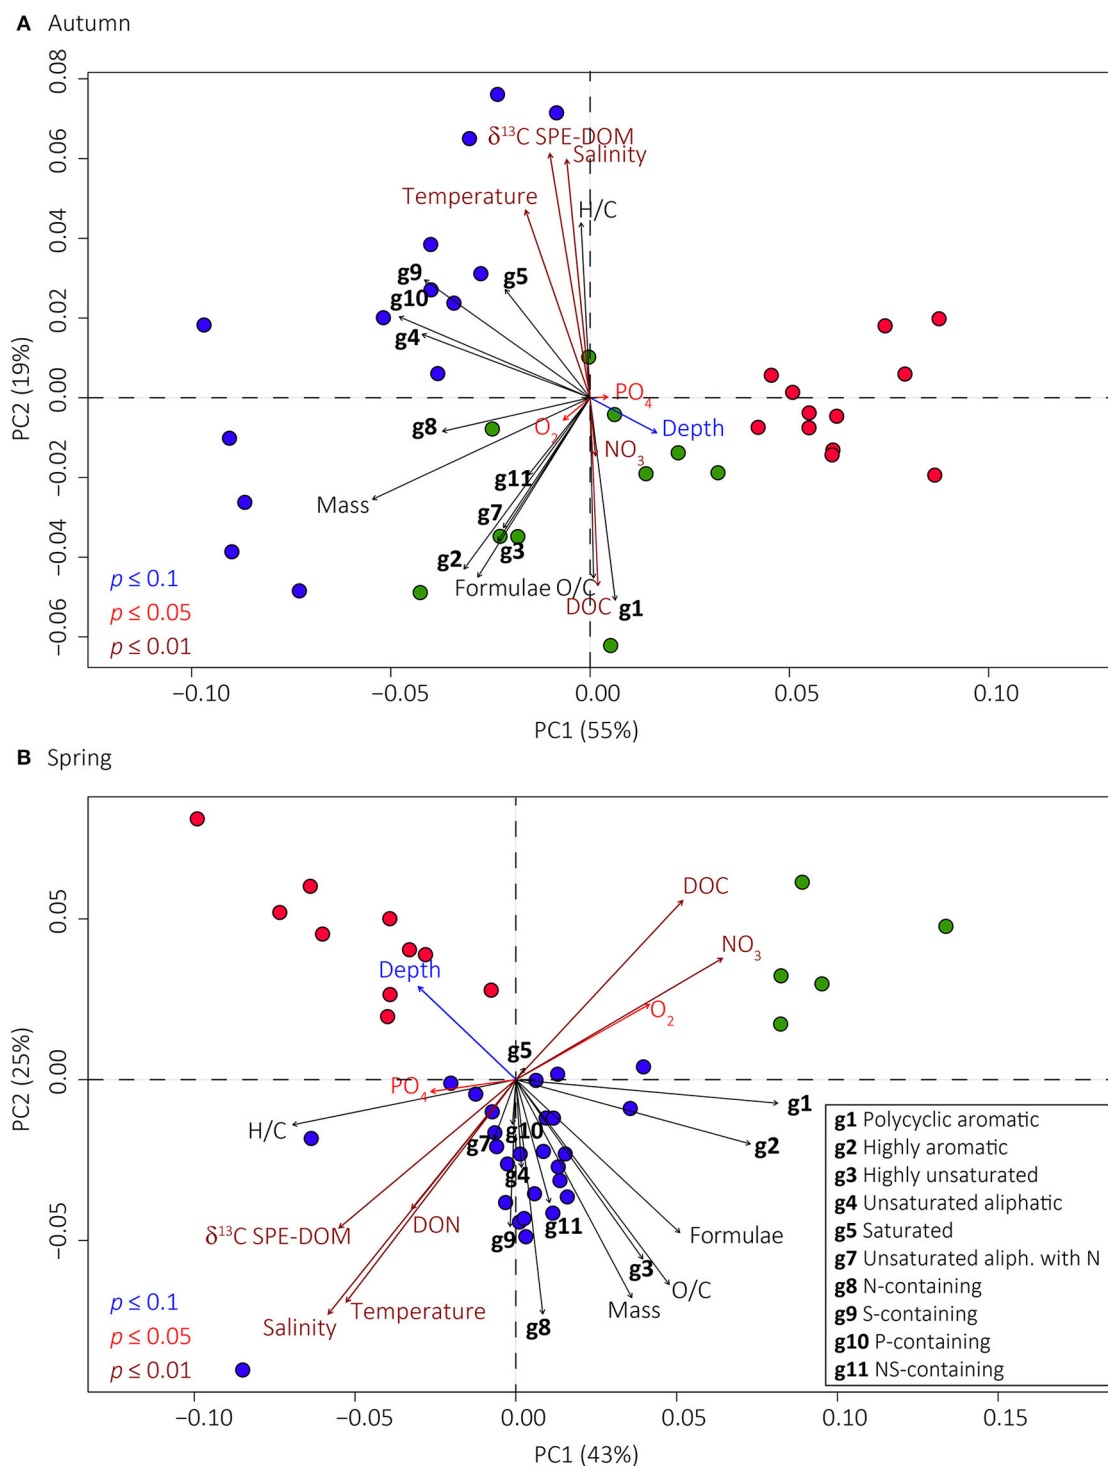 A Autumn
0.08
0.06
0.04
0.02
0.00
−0.02
−0.04
−0.06
PC2 (19%)
δ¹³C SPE-DOM
Salinity
Temperature
H/C
g9
g5
g10
g4
PO₄
g8
O₂
Depth
NO₃
g11
Mass
g7
g3
g2
Formulae
O/C
DOC
g1
p ≤ 0.1
p ≤ 0.05
p ≤ 0.01
−0.10
−0.05
0.00
0.05
0.10
PC1 (55%)
B Spring
0.05
0.00
−0.05
PC2 (25%)
DOC
NO₃
Depth
O₂
g5
PO₄
g1
H/C
g10
g7
g2
g4
δ¹³C SPE-DOM
DON
g11
g9
Formulae
g3
O/C
Mass
Temperature
Salinity
g8
p ≤ 0.1
p ≤ 0.05
p ≤ 0.01
g1 Polycyclic aromatic
g2 Highly aromatic
g3 Highly unsaturated
g4 Unsaturated aliphatic
g5 Saturated
g7 Unsaturated aliph. with N
g8 N-containing
g9 S-containing
g10 P-containing
g11 NS-containing
−0.10
−0.05
0.00
0.05
0.10
0.15
PC1 (43%)